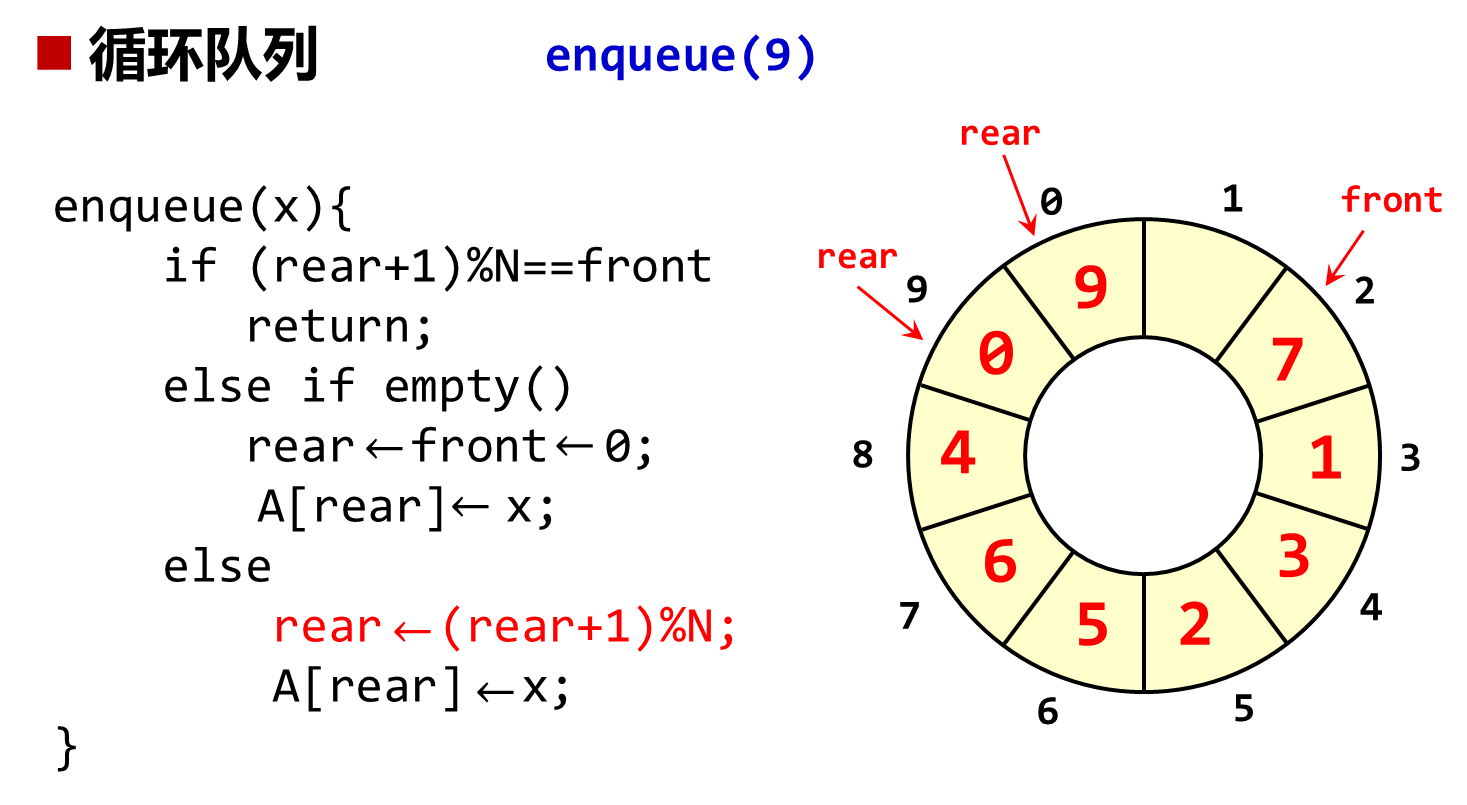 循环队列
enqueue(9)
enqueue(x){
if (rear+1)%N==front
return;
else if empty()
rear←front←0;
A[rear]← x;
else
rear←(rear+1)%N;
A[rear]←x;
}
rear
rear
front
0
1
2
3
4
5
6
7
8
9
9
7
1
3
2
5
6
4
0